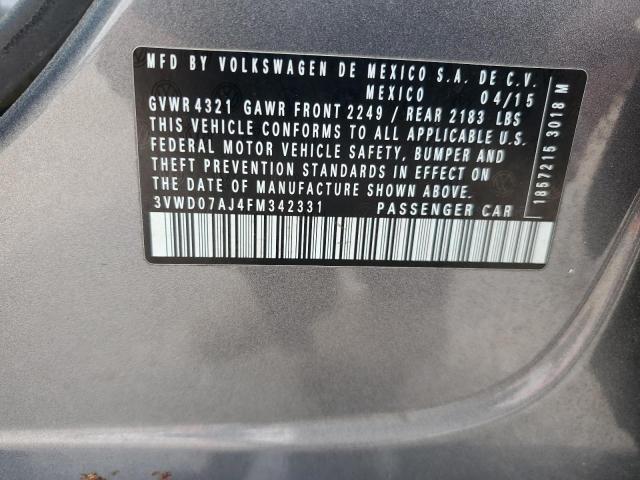 MFD BY VOLKSWAGEN DE MEXICO S.A. DE C.V.
MEXICO 04/15
GVWR 4321 GAWR FRONT 2249 / REAR 2183 LBS
THIS VEHICLE CONFORMS TO ALL APPLICABLE U.S.
FEDERAL MOTOR VEHICLE SAFETY, BUMPER AND
THEFT PREVENTION STANDARDS IN EFFECT ON
THE DATE OF MANUFACTURE SHOWN ABOVE.
3VWD07AJ4FM342331 PASSENGER CAR
1857215 3018 M